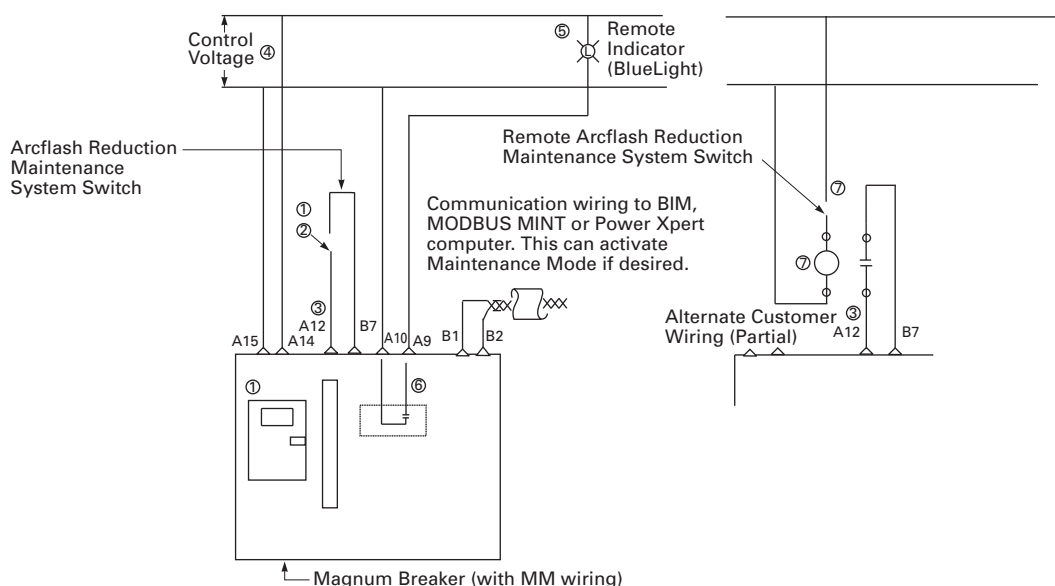 Control
Voltage ④
⑤ Remote
Indicator
(BlueLight)
L
Arcflash Reduction
Maintenance
System Switch
①
②
③
Communication wiring to BIM,
MODBUS MINT or Power Xpert
computer. This can activate
Maintenance Mode if desired.
A15 A14 A12 B7 A10 A9 B1 B2
①
⑥
Magnum Breaker (with MM wiring)
Remote Arcflash Reduction
Maintenance System Switch
⑦
⑦
③
Alternate Customer
Wiring (Partial)
A12 B7